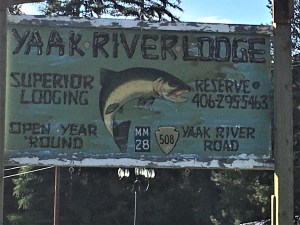 YAAK·RIVER LODGE
SUPERIOR LODGING
RESERVE
406·295·5463
OPEN YEAR 'ROUND
MM 28
508
YAAK RIVER ROAD